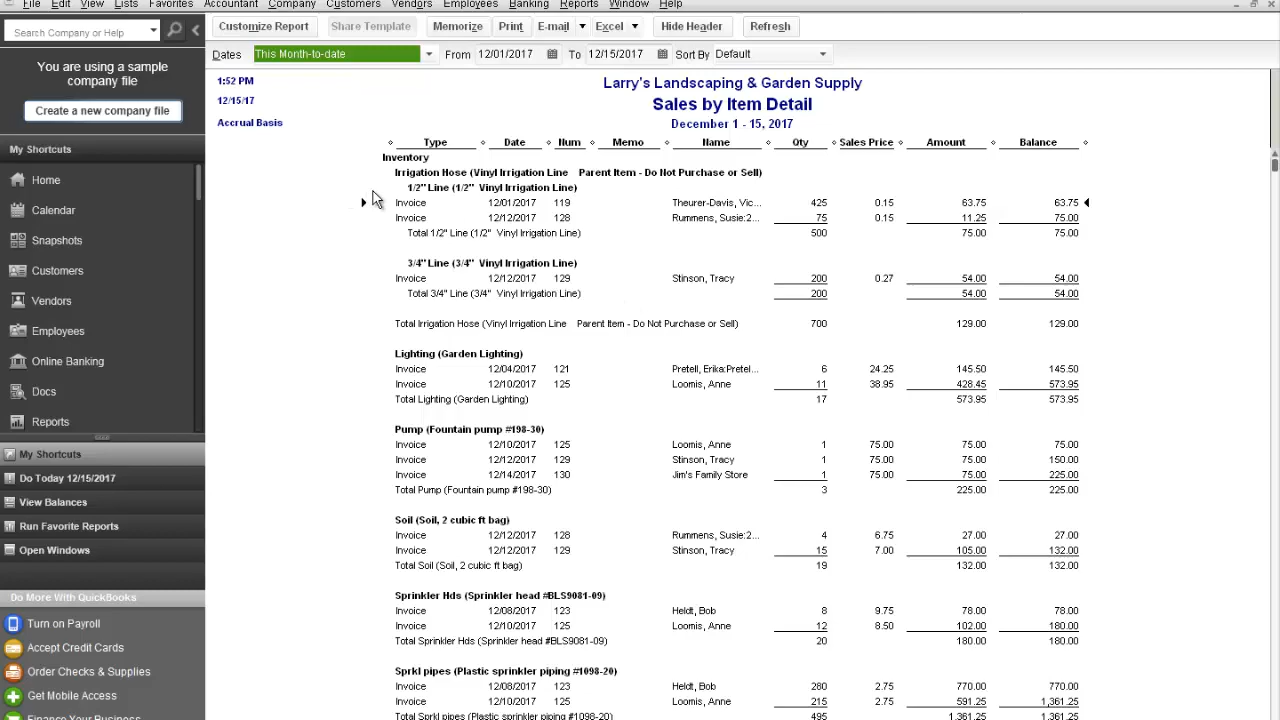 File Edit View Lists Favorites Accountant Company Customers Vendors Employees Banking Reports Window Help
Search Company or Help
Customize Report Share Template Memorize Print E-mail Excel Hide Header Refresh
Dates This Month-to-date From 12/01/2017 To 12/15/2017 Sort By Default
You are using a sample
company file
Create a new company file
My Shortcuts
Home
Calendar
Snapshots
Customers
Vendors
Employees
Online Banking
Docs
Reports
My Shortcuts
Do Today 12/15/2017
View Balances
Run Favorite Reports
Open Windows
Do More With QuickBooks
Turn on Payroll
Accept Credit Cards
Order Checks & Supplies
Get Mobile Access
Finance Your Business
1:52 PM
12/15/17
Accrual Basis
Larry's Landscaping & Garden Supply
Sales by Item Detail
December 1 - 15, 2017
Type Date Num Memo Name Qty Sales Price Amount Balance
Inventory
Irrigation Hose (Vinyl Irrigation Line Parent Item - Do Not Purchase or Sell)
1/2" Line (1/2" Vinyl Irrigation Line)
Invoice 12/01/2017 119 Theurer-Davis, Vic... 425 0.15 63.75 63.75
Invoice 12/12/2017 128 Rummens, Susie:2... 75 0.15 11.25 75.00
Total 1/2" Line (1/2" Vinyl Irrigation Line) 500 75.00 75.00
3/4" Line (3/4" Vinyl Irrigation Line)
Invoice 12/12/2017 129 Stinson, Tracy 200 0.27 54.00 54.00
Total 3/4" Line (3/4" Vinyl Irrigation Line) 200 54.00 54.00
Total Irrigation Hose (Vinyl Irrigation Line Parent Item - Do Not Purchase or Sell) 700 129.00 129.00
Lighting (Garden Lighting)
Invoice 12/04/2017 121 Pretell, Erika:Pretel... 6 24.25 145.50 145.50
Invoice 12/10/2017 125 Loomis, Anne 11 38.95 428.45 573.95
Total Lighting (Garden Lighting) 17 573.95 573.95
Pump (Fountain pump #198-30)
Invoice 12/10/2017 125 Loomis, Anne 1 75.00 75.00 75.00
Invoice 12/12/2017 129 Stinson, Tracy 1 75.00 75.00 150.00
Invoice 12/14/2017 130 Jim's Family Store 1 75.00 75.00 225.00
Total Pump (Fountain pump #198-30) 3 225.00 225.00
Soil (Soil, 2 cubic ft bag)
Invoice 12/12/2017 128 Rummens, Susie:2... 4 6.75 27.00 27.00
Invoice 12/12/2017 129 Stinson, Tracy 15 7.00 105.00 132.00
Total Soil (Soil, 2 cubic ft bag) 19 132.00 132.00
Sprinkler Hds (Sprinkler head #BLS9081-09)
Invoice 12/08/2017 123 Heldt, Bob 8 9.75 78.00 78.00
Invoice 12/10/2017 125 Loomis, Anne 12 8.50 102.00 180.00
Total Sprinkler Hds (Sprinkler head #BLS9081-09) 20 180.00 180.00
Sprkl pipes (Plastic sprinkler piping #1098-20)
Invoice 12/08/2017 123 Heldt, Bob 280 2.75 770.00 770.00
Invoice 12/10/2017 125 Loomis, Anne 215 2.75 591.25 1,361.25
Total Sprkl pipes (Plastic sprinkler piping #1098-20) 495 1,361.25 1,361.25